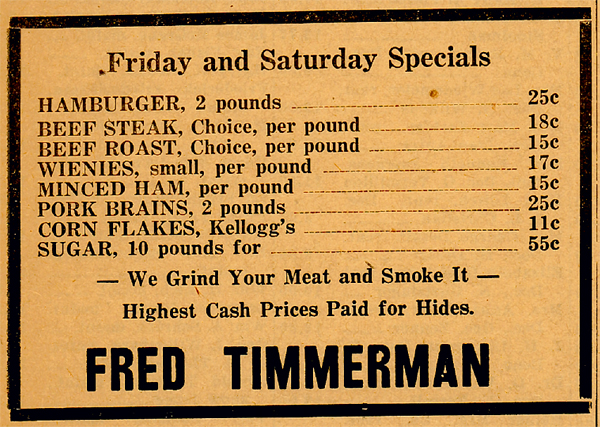 Friday and Saturday Specials
HAMBURGER, 2 pounds 25c
BEEF STEAK, Choice, per pound 18c
BEEF ROAST, Choice, per pound 15c
WIENIES, small, per pound 17c
MINCED HAM, per pound 15c
PORK BRAINS, 2 pounds 25c
CORN FLAKES, Kellogg's 11c
SUGAR, 10 pounds for 55c
— We Grind Your Meat and Smoke It —
Highest Cash Prices Paid for Hides.
FRED TIMMERMAN